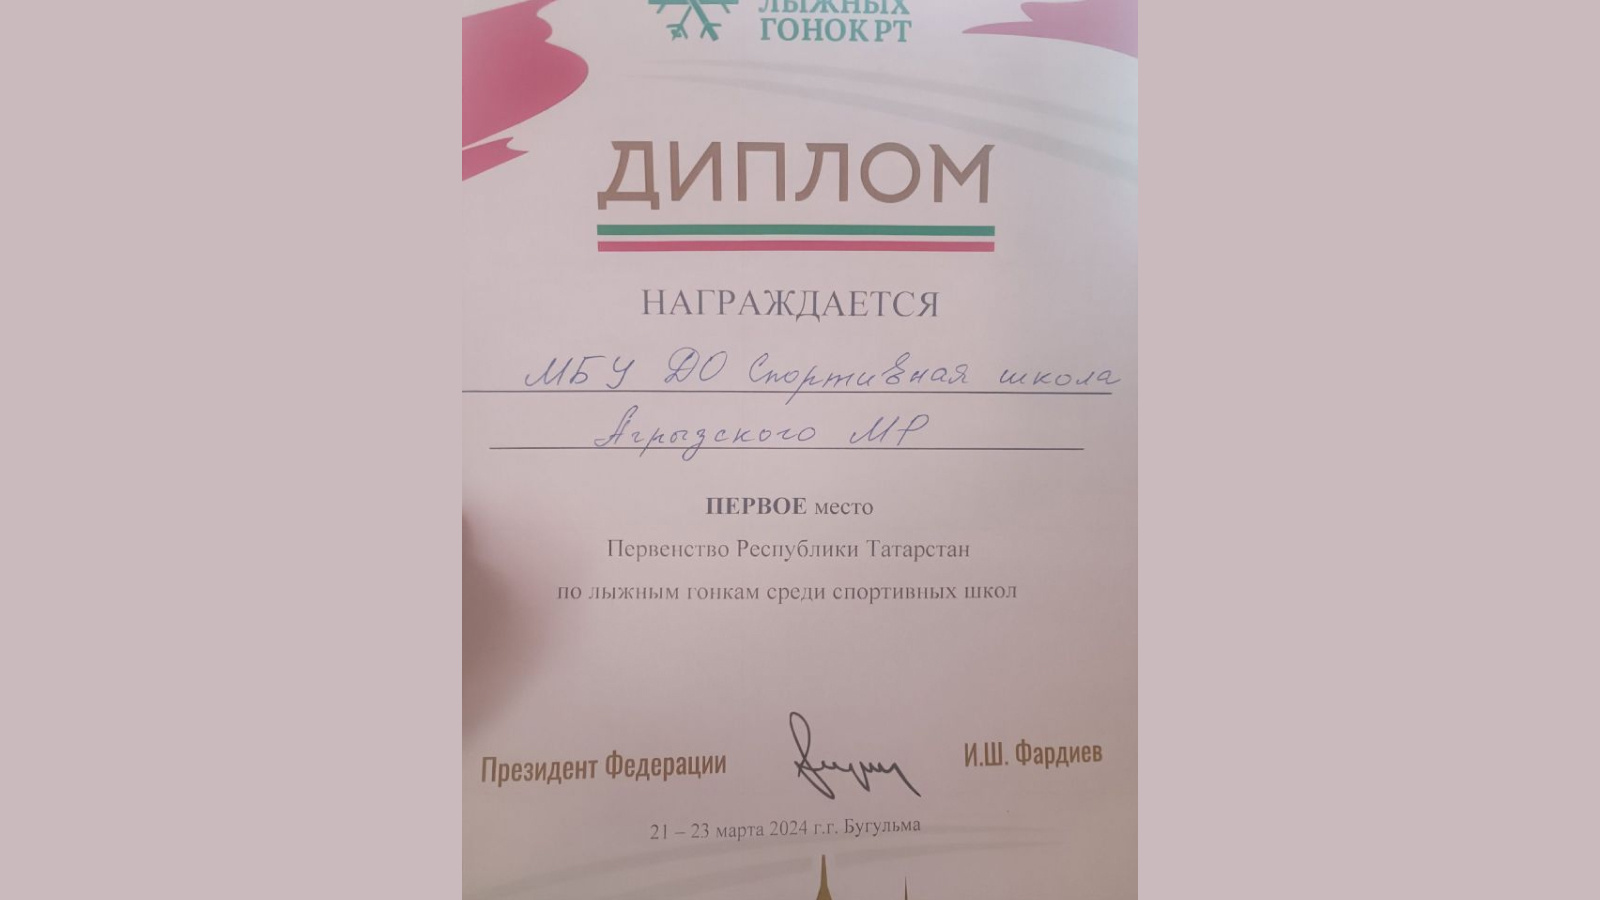 ЛЫЖНЫХ
ГОНОК РТ
ДИПЛОМ
НАГРАЖДАЕТСЯ
МБУ ДО Спортивная школа
Агрызского МР
ПЕРВОЕ место
Первенство Республики Татарстан
по лыжным гонкам среди спортивных школ
Президент Федерации И.Ш. Фардиев
21 – 23 марта 2024 г.г. Бугульма